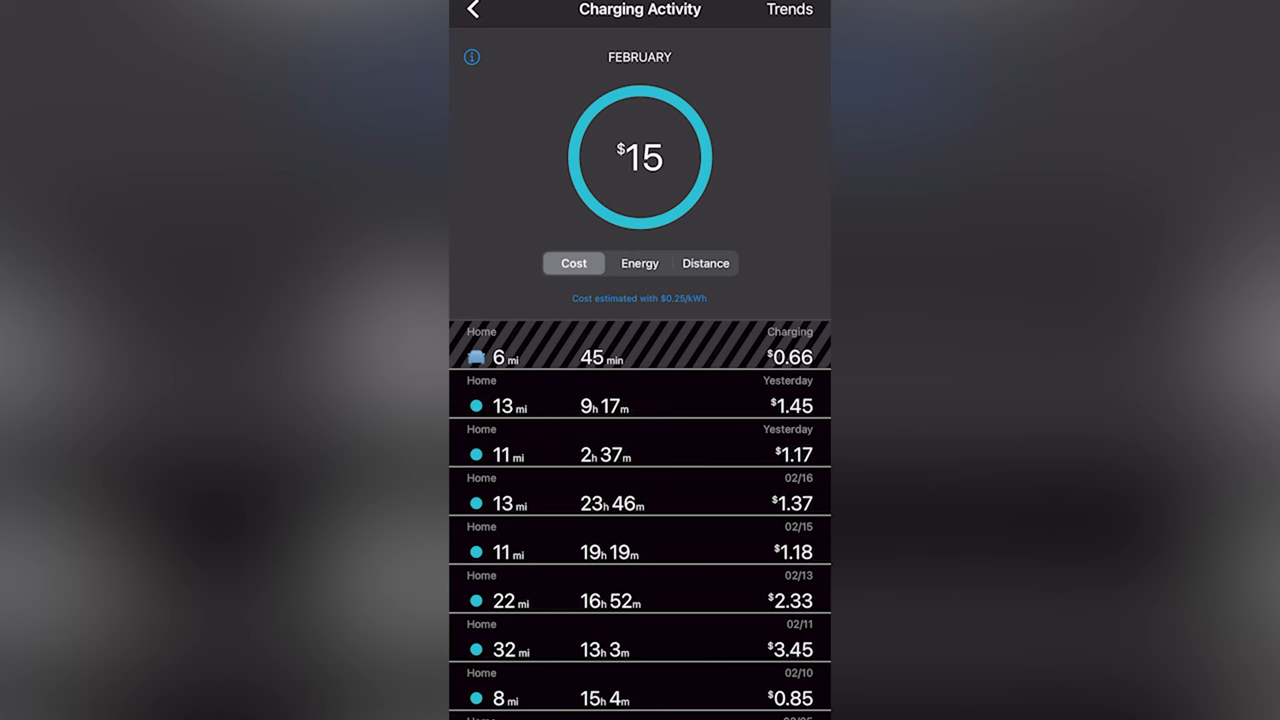 Charging Activity Trends
FEBRUARY
$15
Cost Energy Distance
Cost estimated with $0.25/kWh
Home Charging
6 mi 45 min $0.66
Home Yesterday
13 mi 9h 17m $1.45
Home Yesterday
11 mi 2h 37m $1.17
Home 02/16
13 mi 23h 46m $1.37
Home 02/15
11 mi 19h 19m $1.18
Home 02/13
22 mi 16h 52m $2.33
Home 02/11
32 mi 13h 3m $3.45
Home 02/10
8 mi 15h 4m $0.85
Home